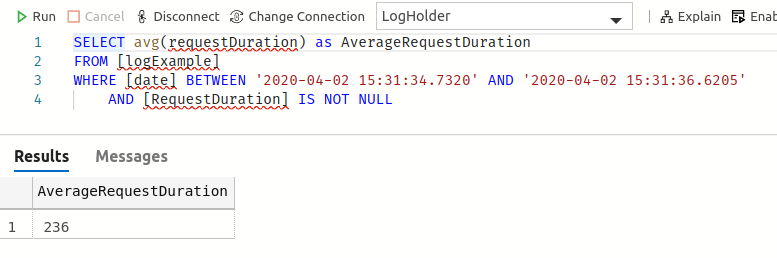 Run Cancel Disconnect Change Connection LogHolder Explain Enab
1 SELECT avg(requestDuration) as AverageRequestDuration
2 FROM [logExample]
3 WHERE [date] BETWEEN '2020-04-02 15:31:34.7320' AND '2020-04-02 15:31:36.6205'
4 AND [RequestDuration] IS NOT NULL
Results Messages
AverageRequestDuration
1 236